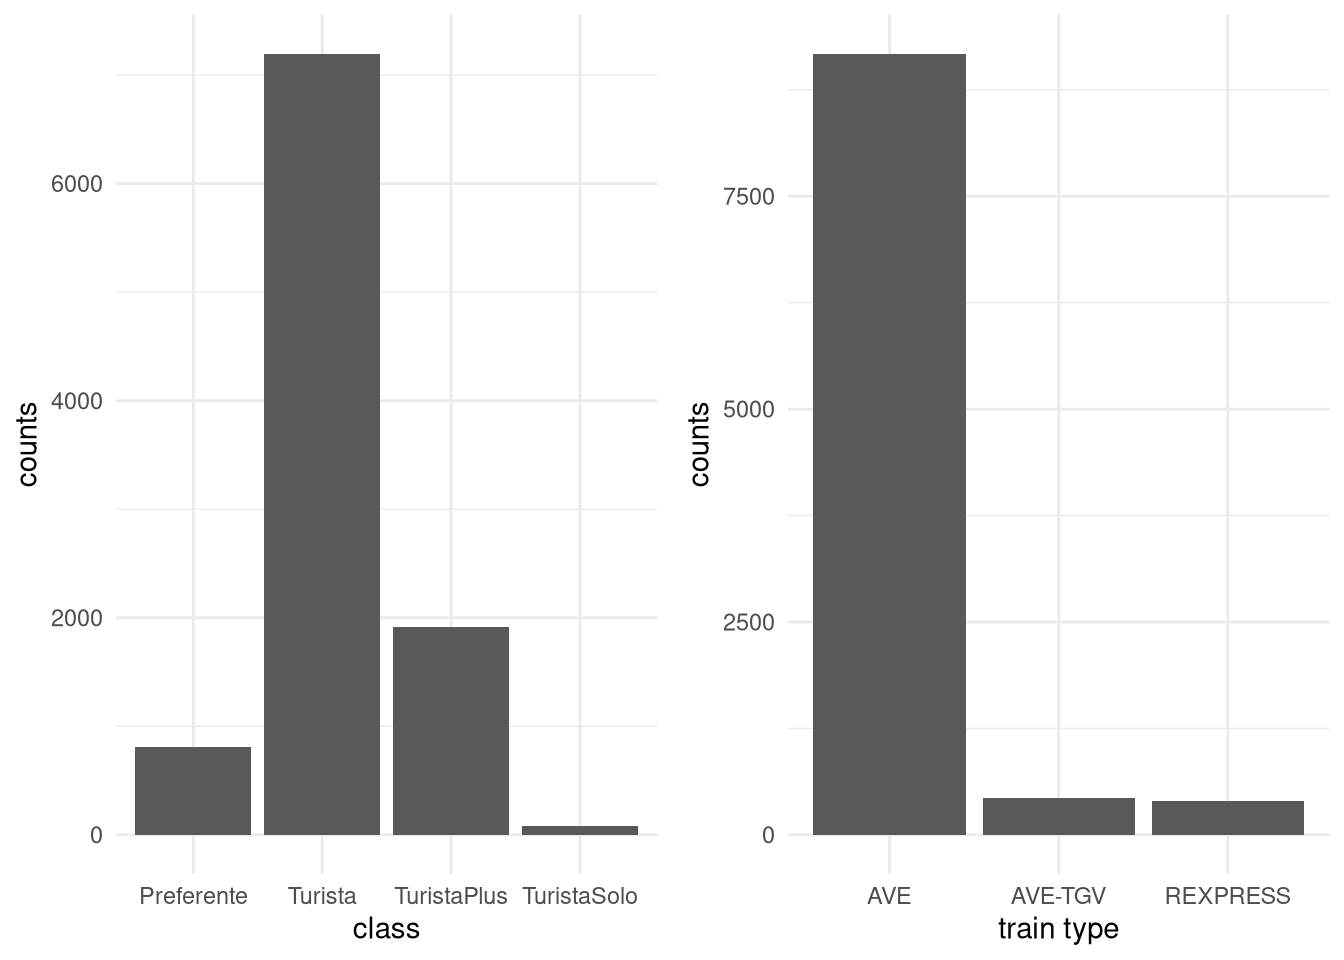 counts
6000
4000
2000
0
Preferente Turista TuristaPlus TuristaSolo
class
counts
7500
5000
2500
0
AVE AVE-TGV REXPRESS
train type